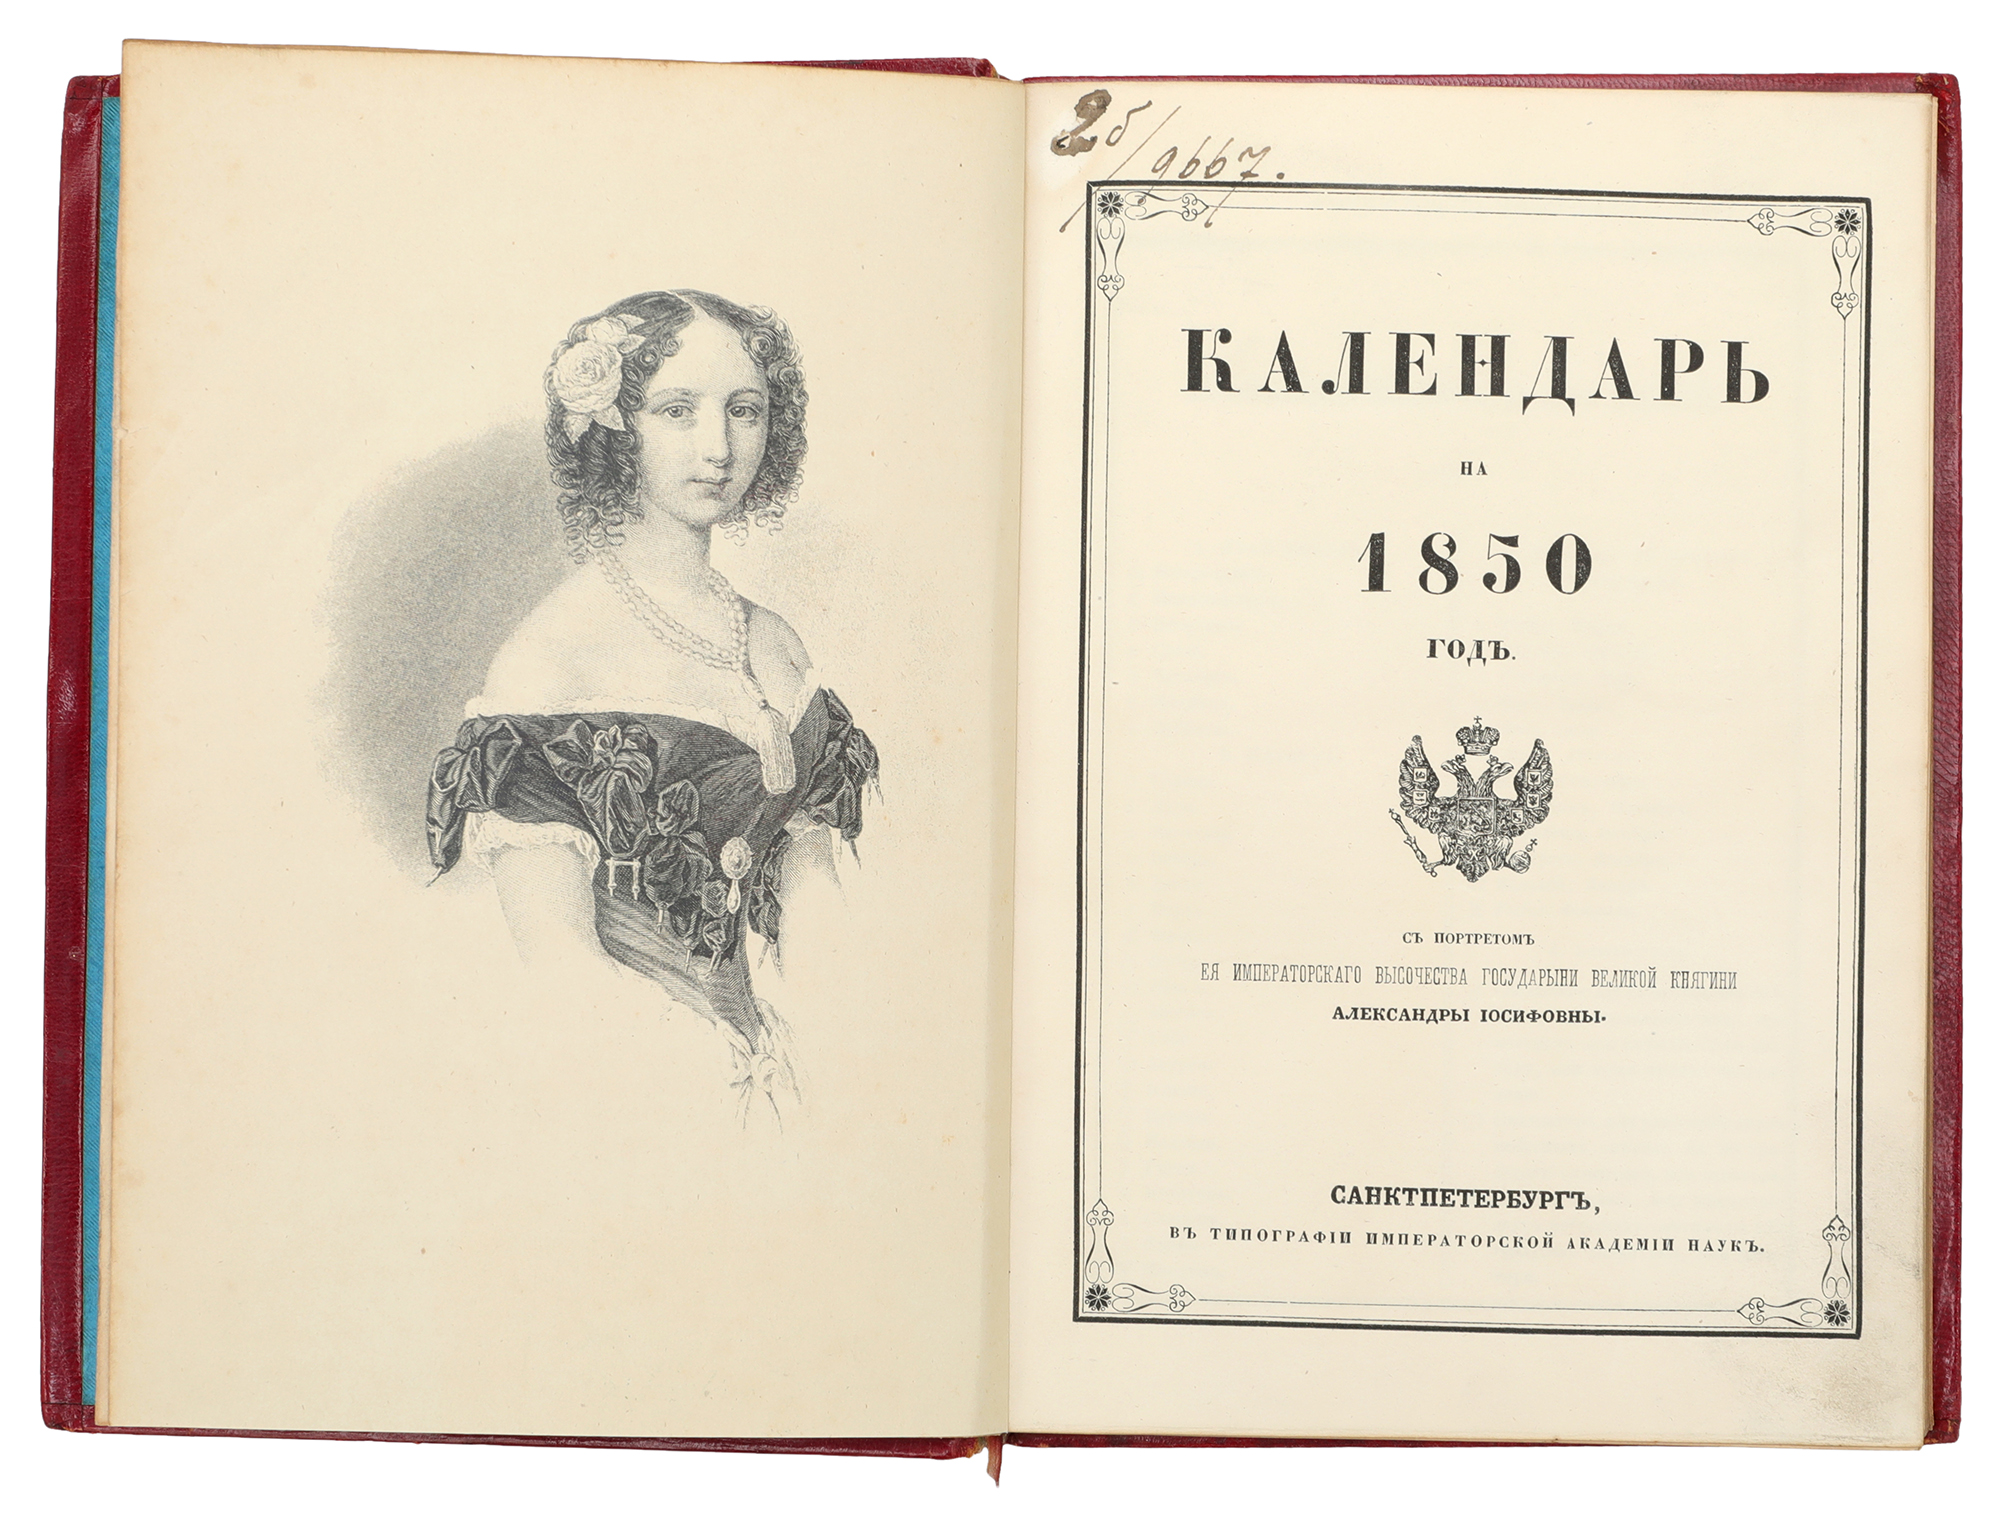 2б/9667.
КАЛЕНДАРЬ
НА
1850
ГОДЪ.
СЪ ПОРТРЕТОМЪ
ЕЯ ИМПЕРАТОРСКАГО ВЫСОЧЕСТВА ГОСУДАРЫНИ ВЕЛИКОЙ КНЯГИНИ
АЛЕКСАНДРЫ ІОСИФОВНЫ.
САНКТПЕТЕРБУРГЪ,
ВЪ ТИПОГРАФІИ ИМПЕРАТОРСКОЙ АКАДЕМІИ НАУКЪ.